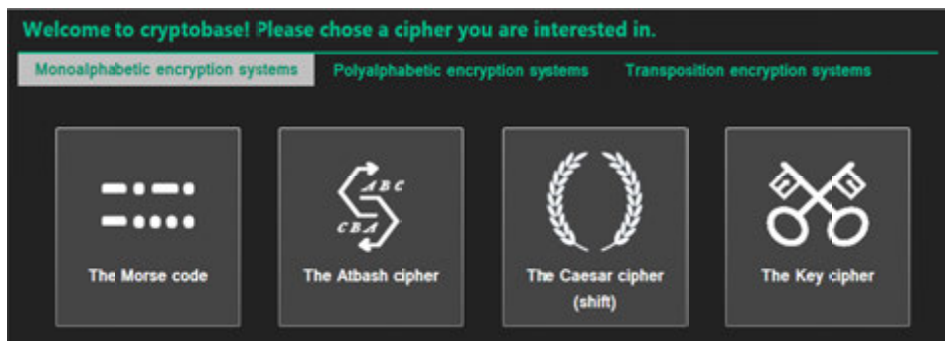 Welcome to cryptobase! Please chose a cipher you are interested in.
Monoalphabetic encryption systems Polyalphabetic encryption systems Transposition encryption systems
ABC
CBA
The Morse code The Atbash cipher The Caesar cipher The Key cipher
(shift)